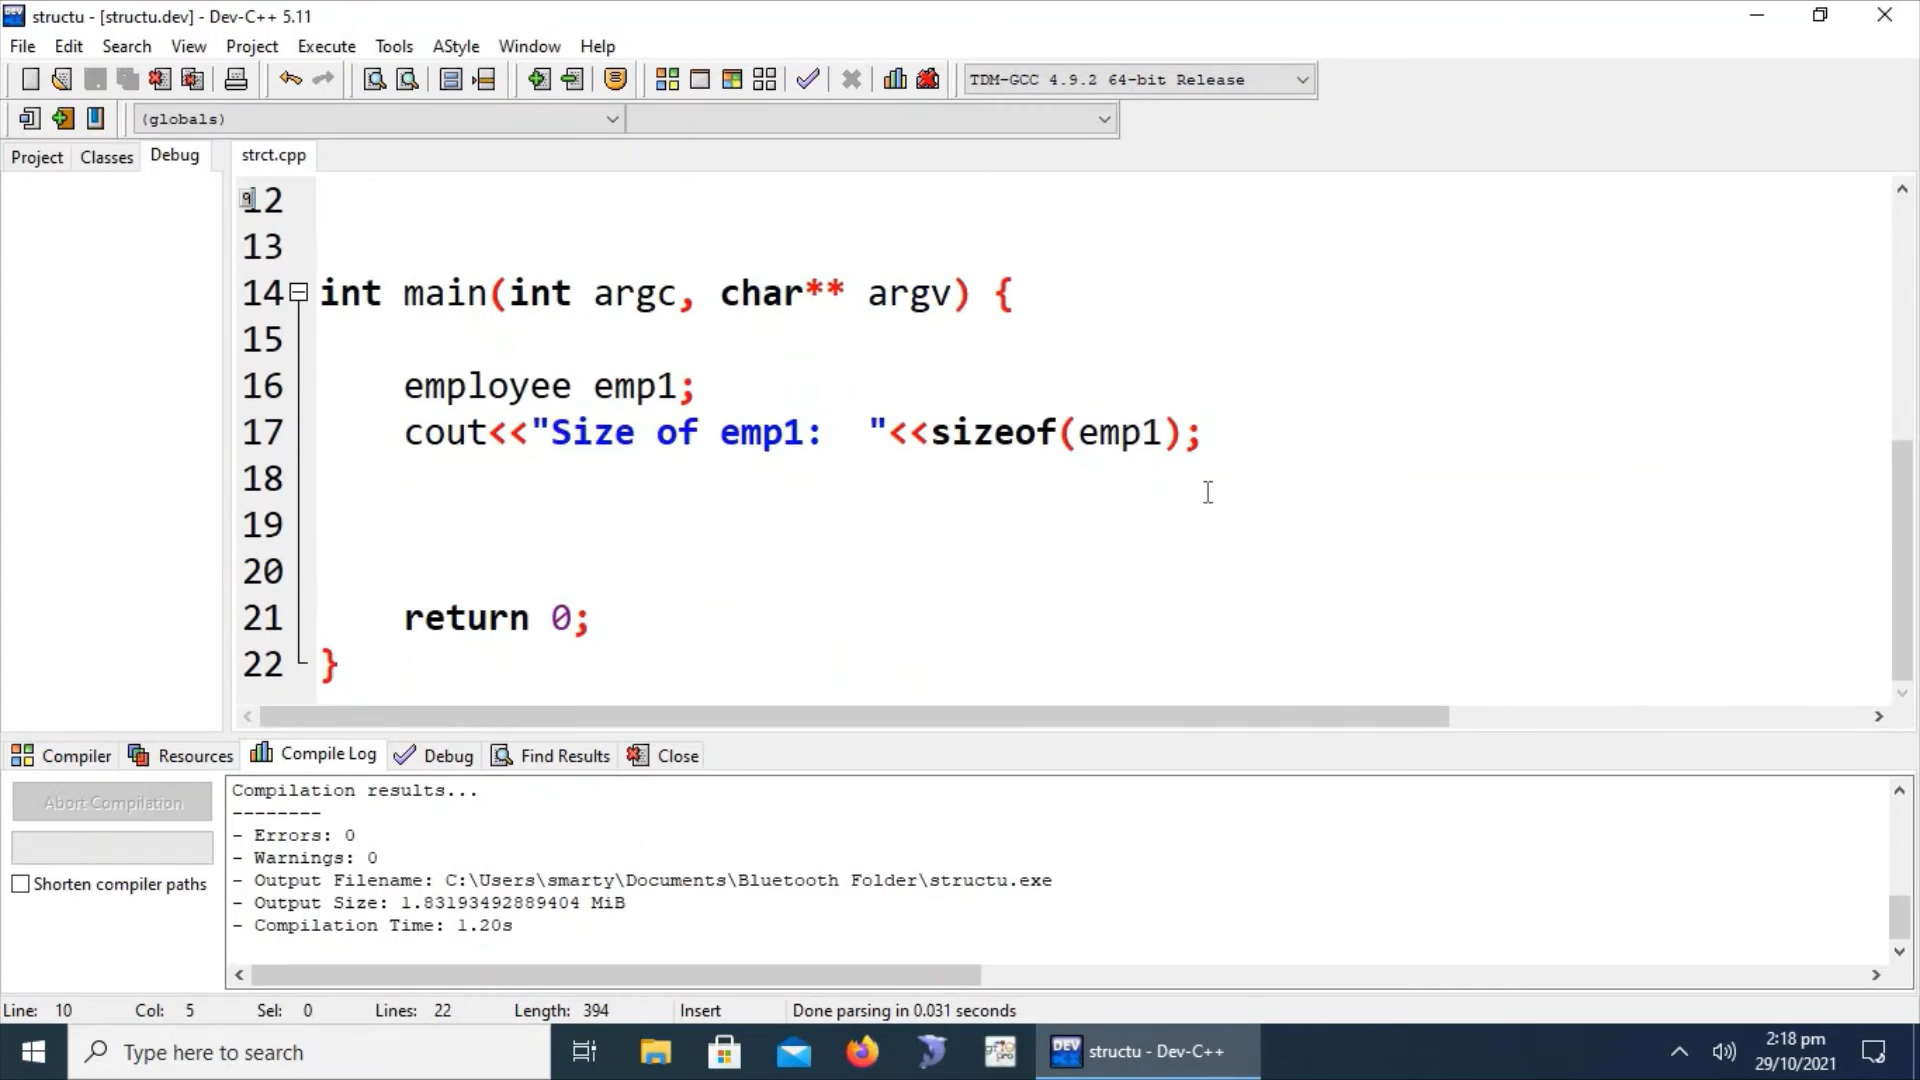 structu - [structu.dev] - Dev-C++ 5.11
File Edit Search View Project Execute Tools AStyle Window Help
TDM-GCC 4.9.2 64-bit Release
(globals)
Project Classes Debug strct.cpp
12
13
14 int main(int argc, char** argv) {
15
16 employee emp1;
17 cout<<"Size of emp1:  "<<sizeof(emp1);
18
19
20
21 return 0;
22 }
Compiler Resources Compile Log Debug Find Results Close
Abort Compilation
Shorten compiler paths
Compilation results...
--------
- Errors: 0
- Warnings: 0
- Output Filename: C:\Users\smarty\Documents\Bluetooth Folder\structu.exe
- Output Size: 1.83193492889404 MiB
- Compilation Time: 1.20s
Line: 10 Col: 5 Sel: 0 Lines: 22 Length: 394 Insert Done parsing in 0.031 seconds
Type here to search
DEV structu - Dev-C++
2:18 pm
29/10/2021